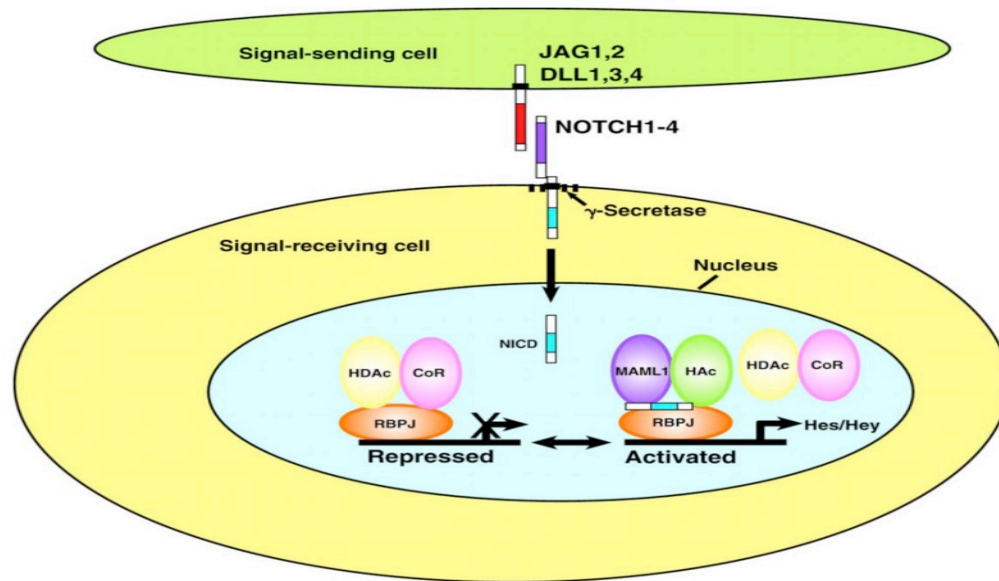 Signal-sending cell
JAG1,2
DLL1,3,4
NOTCH1-4
γ-Secretase
Signal-receiving cell
Nucleus
NICD
HDAc
CoR
RBPJ
Repressed
MAML1
HAc
HDAc
CoR
RBPJ
Hes/Hey
Activated